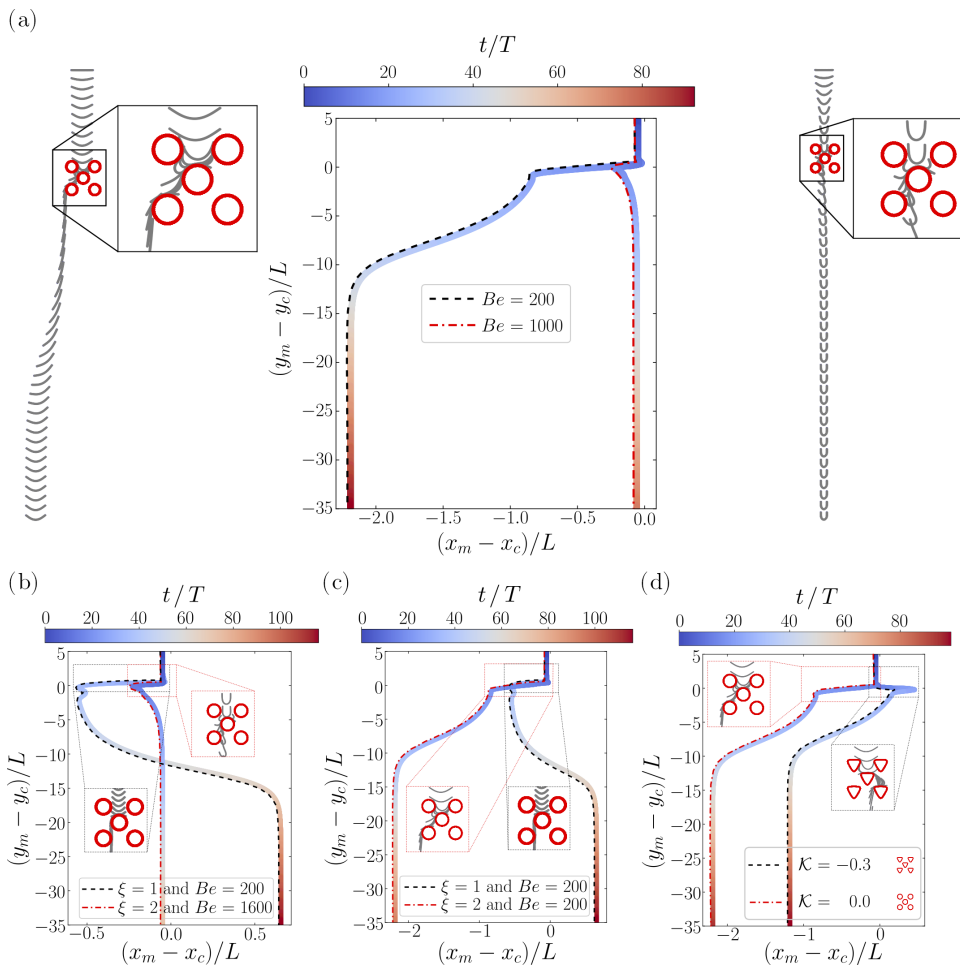 (a)
t/T
0 20 40 60 80
5
0
−5
−10
−15
−20
−25
−30
−35
(y_m − y_c)/L
Be = 200
Be = 1000
−2.0 −1.5 −1.0 −0.5 0.0
(x_m − x_c)/L
(b)
t/T
0 20 40 60 80 100
5
0
−5
−10
−15
−20
−25
−30
−35
(y_m − y_c)/L
ξ = 1 and Be = 200
ξ = 2 and Be = 1600
−0.5 0.0 0.5
(x_m − x_c)/L
(c)
t/T
0 20 40 60 80 100
5
0
−5
−10
−15
−20
−25
−30
−35
(y_m − y_c)/L
ξ = 1 and Be = 200
ξ = 2 and Be = 200
−2 −1 0
(x_m − x_c)/L
(d)
t/T
0 20 40 60 80
5
0
−5
−10
−15
−20
−25
−30
−35
(y_m − y_c)/L
𝒦 = −0.3
𝒦 = 0.0
−2 −1 0
(x_m − x_c)/L